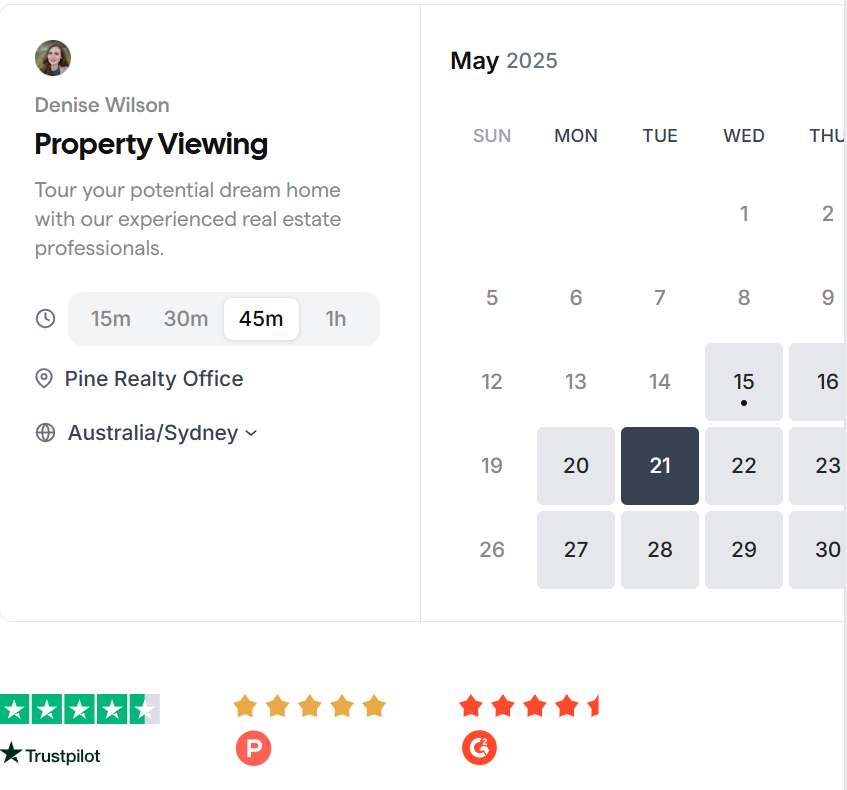 Denise Wilson
Property Viewing
Tour your potential dream home
with our experienced real estate
professionals.
15m 30m 45m 1h
Pine Realty Office
Australia/Sydney
May 2025
SUN MON TUE WED THU
1 2
5 6 7 8 9
12 13 14 15 16
19 20 21 22 23
26 27 28 29 30
Trustpilot
P
G2